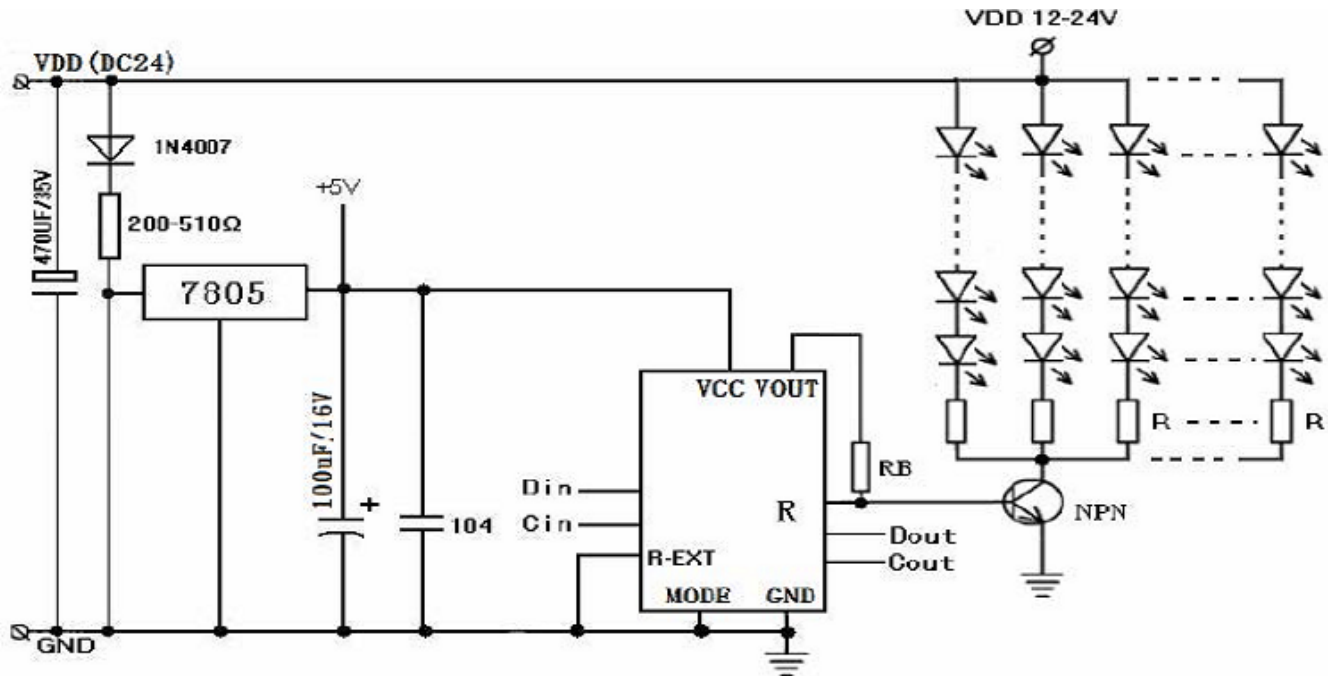 VDD 12-24V
VDD (DC24)
1N4007
470UF/35V
200-510Ω
+5V
7805
VCC VOUT
100uF/16V
+
104
Din
Cin
R-EXT
MODE GND
R
RB
R
R
NPN
Dout
Cout
GND